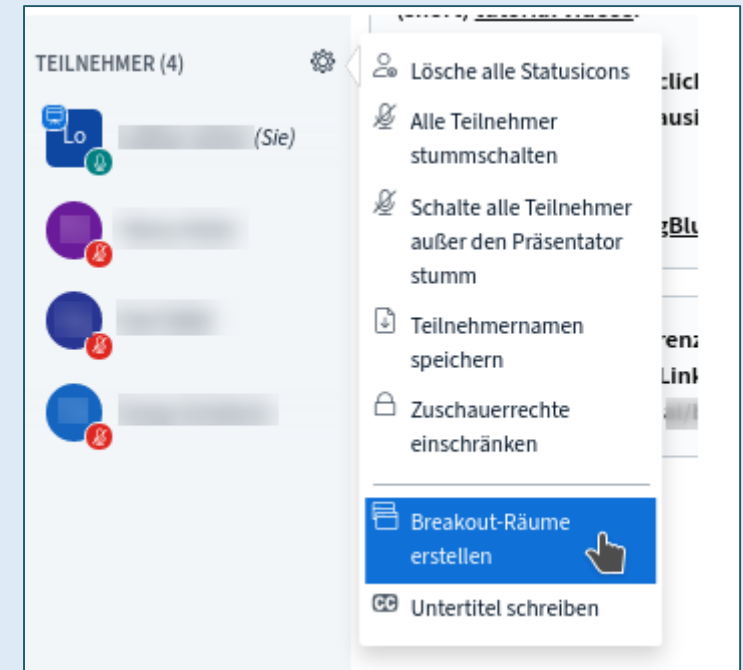 TEILNEHMER (4)
Lo
(Sie)
Lösche alle Statusicons
Alle Teilnehmer
stummschalten
Schalte alle Teilnehmer
außer den Präsentator
stumm
Teilnehmernamen
speichern
Zuschauerrechte
einschränken
Breakout-Räume
erstellen
CC Untertitel schreiben